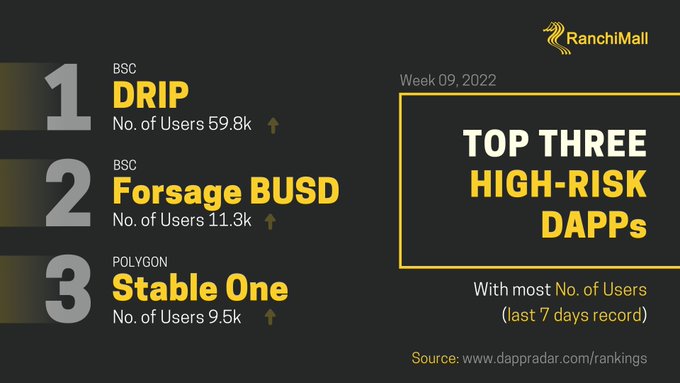 RanchiMall
Week 09, 2022
TOP THREE
HIGH-RISK
DAPPs
With most No. of Users
(last 7 days record)
1
BSC
DRIP
No. of Users 59.8k
2
BSC
Forsage BUSD
No. of Users 11.3k
3
POLYGON
Stable One
No. of Users 9.5k
Source: www.dappradar.com/rankings